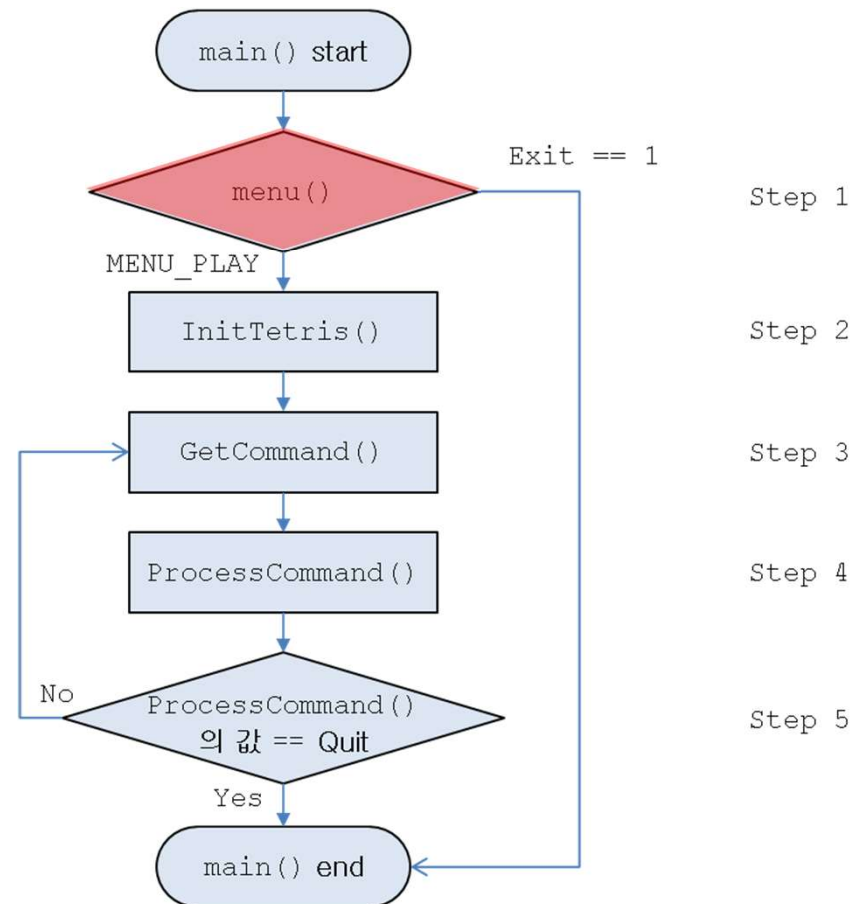 main() start
Exit == 1
menu()
Step 1
MENU_PLAY
InitTetris()
Step 2
GetCommand()
Step 3
ProcessCommand()
Step 4
No
ProcessCommand()
의 값 == Quit
Step 5
Yes
main() end